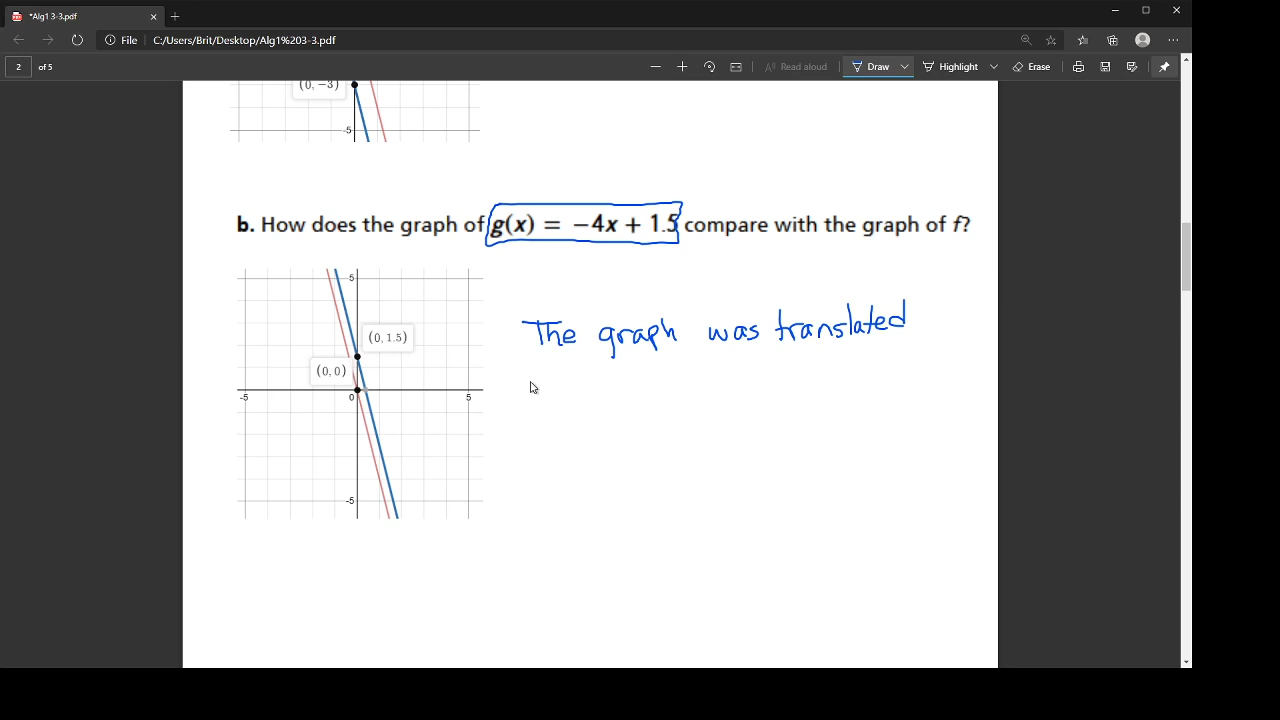 *Alg1 3-3.pdf
File C:/Users/Brit/Desktop/Alg1%203-3.pdf
2 of 5 Read aloud Draw Highlight Erase
(0, −3)
-5
b. How does the graph of g(x) = −4x + 1.5 compare with the graph of f?
5
The graph was translated
(0, 1.5)
(0, 0)
-5 0 5
-5